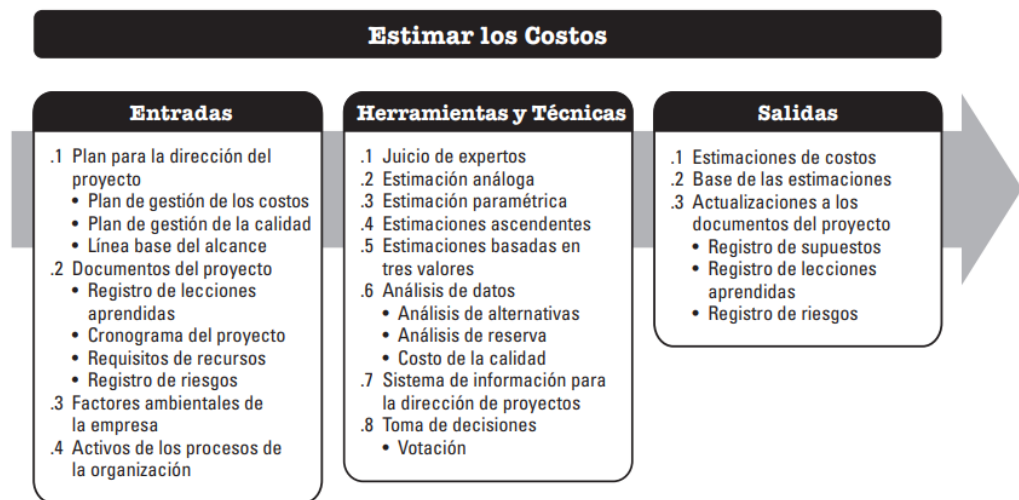 Estimar los Costos
Entradas
.1 Plan para la dirección del
proyecto
• Plan de gestión de los costos
• Plan de gestión de la calidad
• Línea base del alcance
.2 Documentos del proyecto
• Registro de lecciones
aprendidas
• Cronograma del proyecto
• Requisitos de recursos
• Registro de riesgos
.3 Factores ambientales de
la empresa
.4 Activos de los procesos de
la organización
Herramientas y Técnicas
.1 Juicio de expertos
.2 Estimación análoga
.3 Estimación paramétrica
.4 Estimaciones ascendentes
.5 Estimaciones basadas en
tres valores
.6 Análisis de datos
• Análisis de alternativas
• Análisis de reserva
• Costo de la calidad
.7 Sistema de información para
la dirección de proyectos
.8 Toma de decisiones
• Votación
Salidas
.1 Estimaciones de costos
.2 Base de las estimaciones
.3 Actualizaciones a los
documentos del proyecto
• Registro de supuestos
• Registro de lecciones
aprendidas
• Registro de riesgos